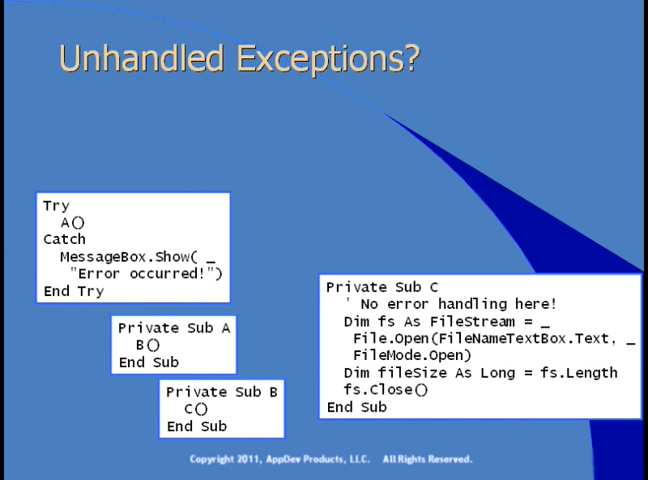 Unhandled Exceptions?
Try
A()
Catch
MessageBox.Show( _
"Error occurred!")
End Try
Private Sub A
B()
End Sub
Private Sub B
C()
End Sub
Private Sub C
' No error handling here!
Dim fs As FileStream = _
File.Open(FileNameTextBox.Text, _
FileMode.Open)
Dim fileSize As Long = fs.Length
fs.Close()
End Sub
Copyright 2011, AppDev Products, LLC. All Rights Reserved.